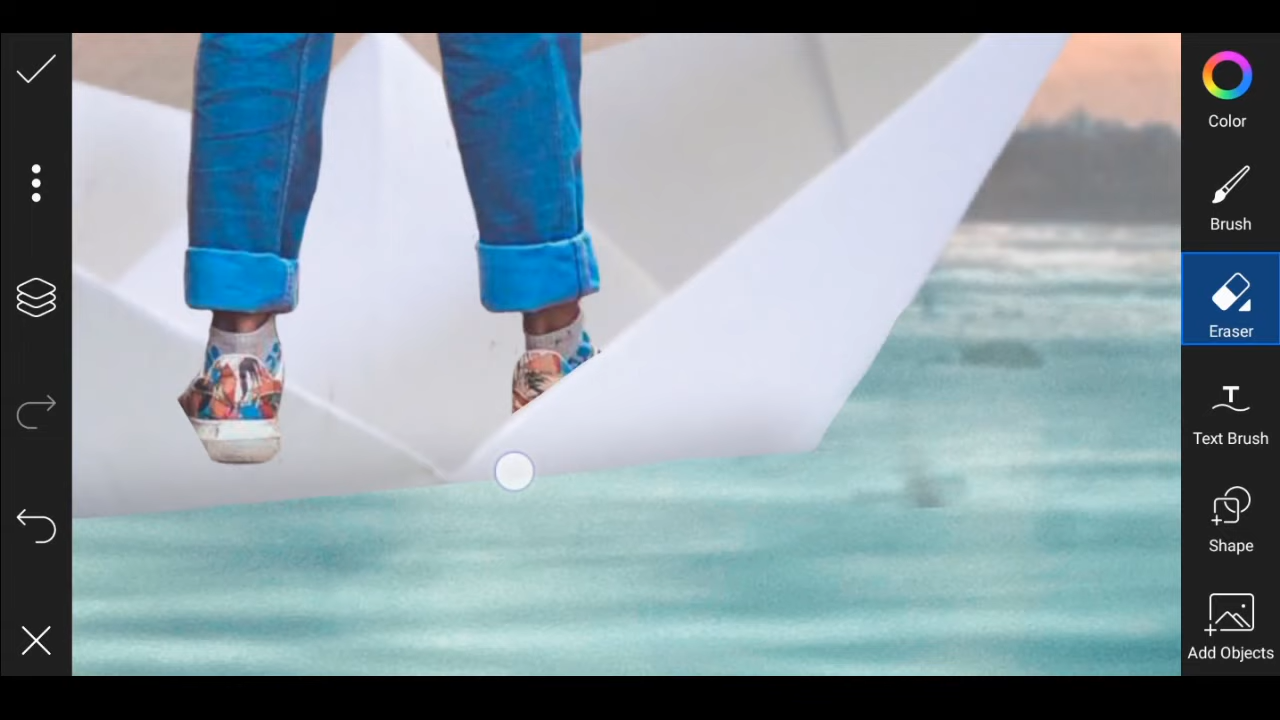 Color
Brush
Eraser
Text Brush
Shape
Add Objects